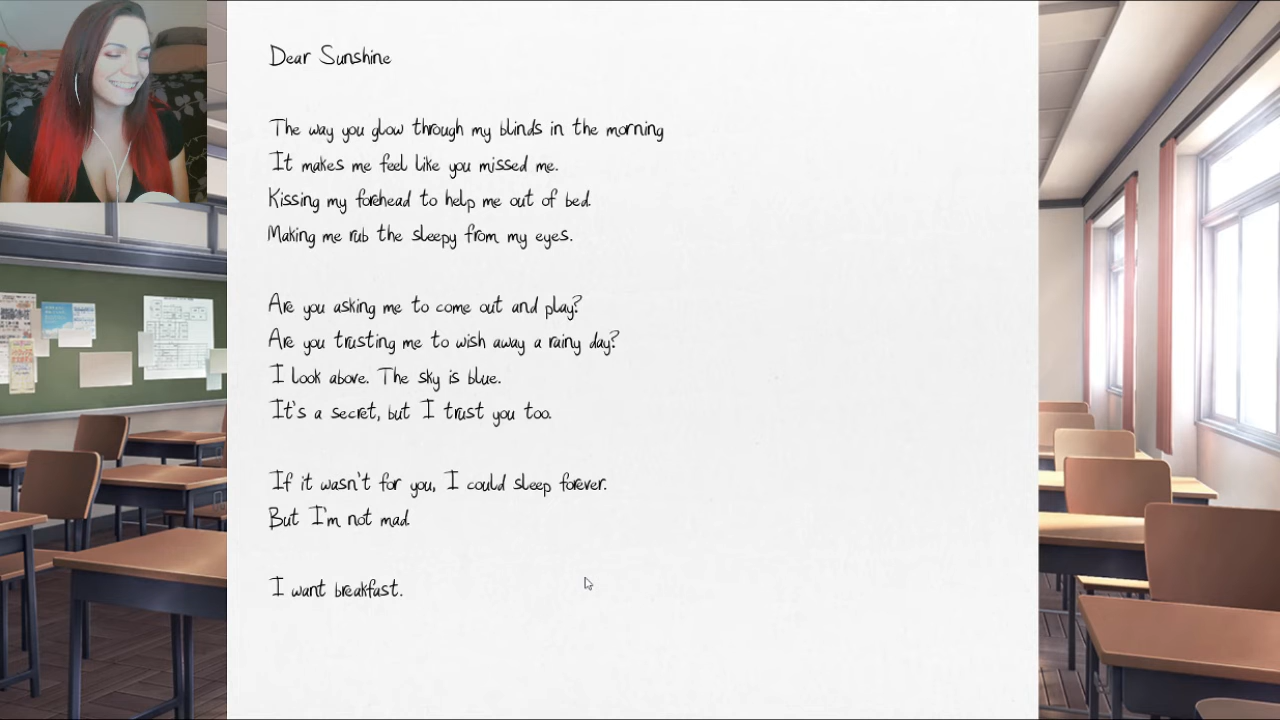 Dear Sunshine
The way you glow through my blinds in the morning
It makes me feel like you missed me.
Kissing my forehead to help me out of bed.
Making me rub the sleepy from my eyes.
Are you asking me to come out and play?
Are you trusting me to wish away a rainy day?
I look above. The sky is blue.
It's a secret, but I trust you too.
If it wasn't for you, I could sleep forever.
But I'm not mad.
I want breakfast.